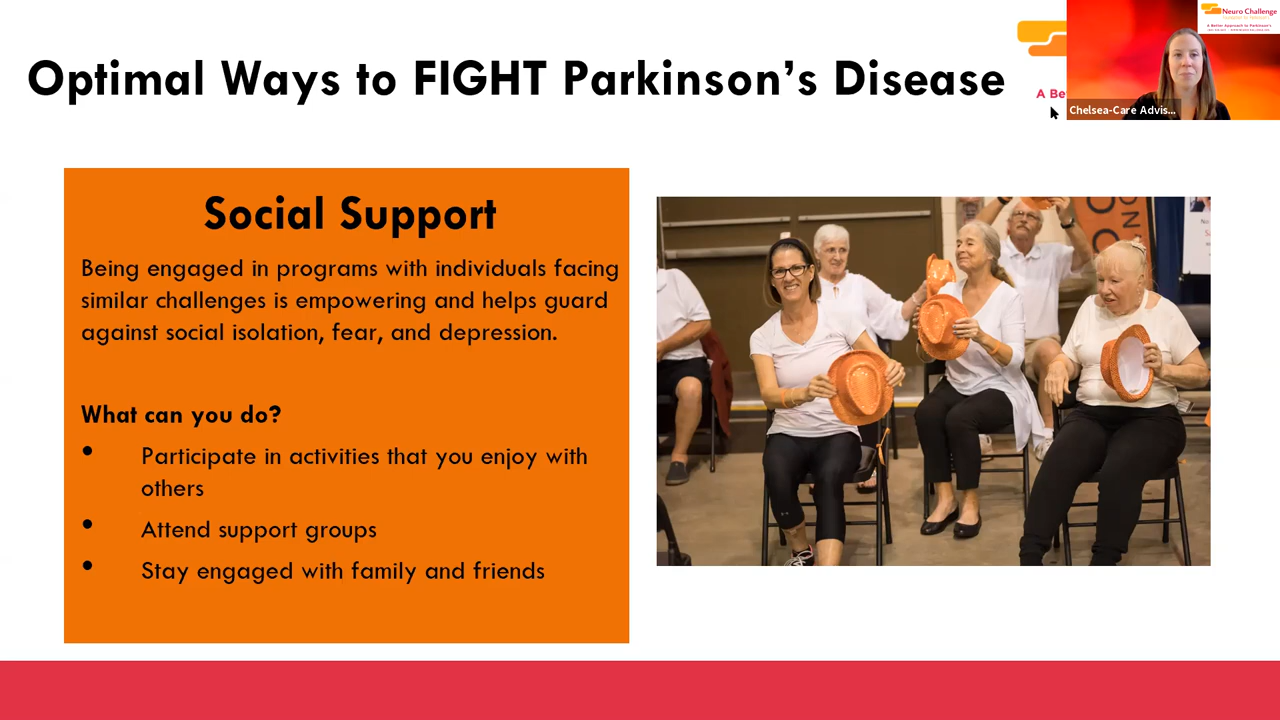 Optimal Ways to FIGHT Parkinson's Disease
A Be
Neuro Challenge
A Better Approach to Parkinson's
Chelsea-Care Advis...
Social Support
Being engaged in programs with individuals facing
similar challenges is empowering and helps guard
against social isolation, fear, and depression.
What can you do?
• Participate in activities that you enjoy with
others
• Attend support groups
• Stay engaged with family and friends